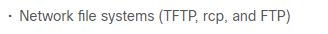 · Network file systems (TFTP, rcp, and FTP)